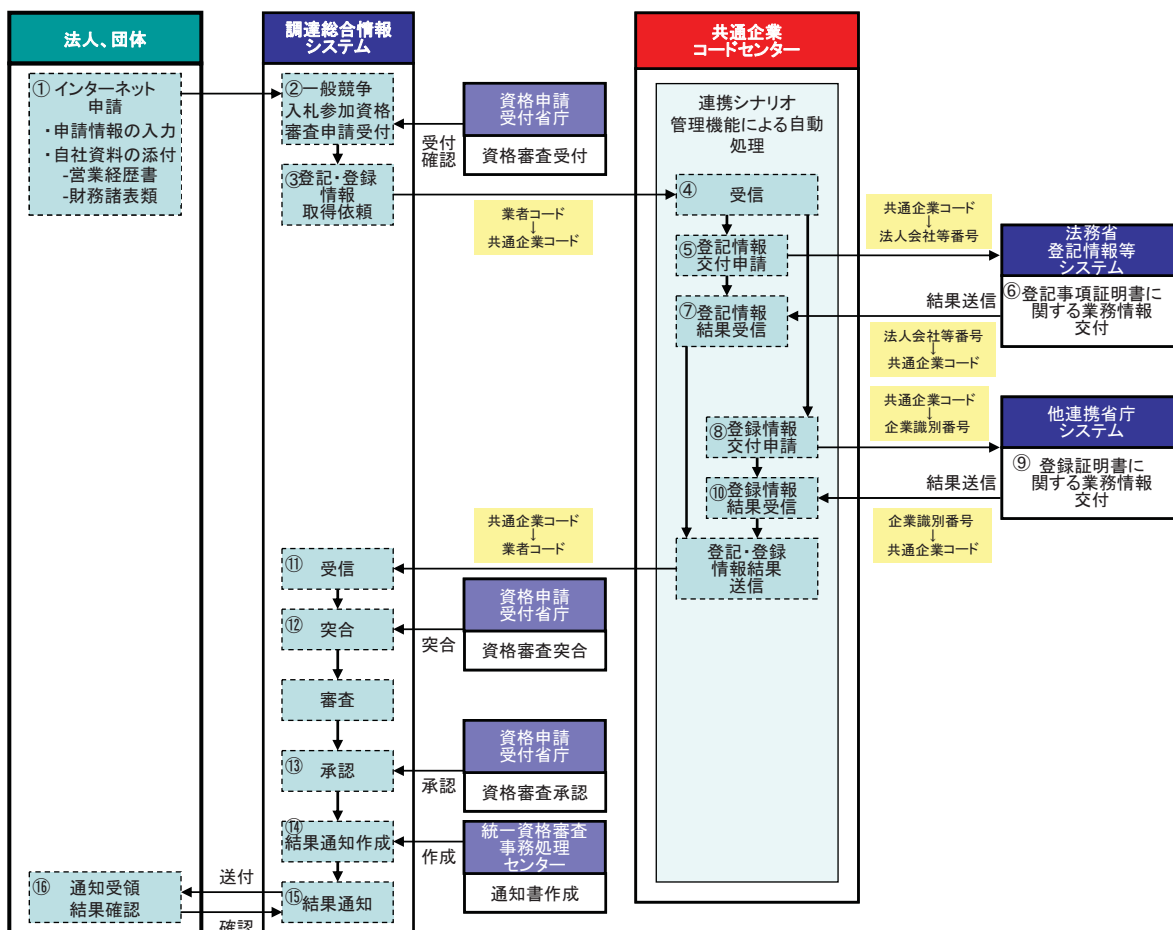 法人、団体
調達総合情報
システム
共通企業
コードセンター
①インターネット
申請
・申請情報の入力
・自社資料の添付
-営業経歴書
-財務諸表類
②一般競争
入札参加資格
審査申請受付
受付
確認
資格申請
受付省庁
資格審査受付
③登記・登録
情報
取得依頼
業者コード
↓
共通企業コード
連携シナリオ
管理機能による自動
処理
④ 受信
⑤登記情報
交付申請
共通企業コード
↓
法人会社等番号
法務省
登記情報等
システム
⑥登記事項証明書に
関する業務情報
交付
結果送信
⑦登記情報
結果受信
法人会社等番号
↓
共通企業コード
共通企業コード
↓
企業識別番号
⑧登録情報
交付申請
他連携省庁
システム
⑨ 登録証明書に
関する業務情報
交付
結果送信
⑩登録情報
結果受信
企業識別番号
↓
共通企業コード
登記・登録
情報結果
送信
共通企業コード
↓
業者コード
⑪ 受信
⑫ 突合
突合
資格申請
受付省庁
資格審査突合
審査
⑬ 承認
承認
資格申請
受付省庁
資格審査承認
⑭
結果通知作成
作成
統一資格審査
事務処理
センター
通知書作成
⑮結果通知
送付
⑯ 通知受領
結果確認
確認